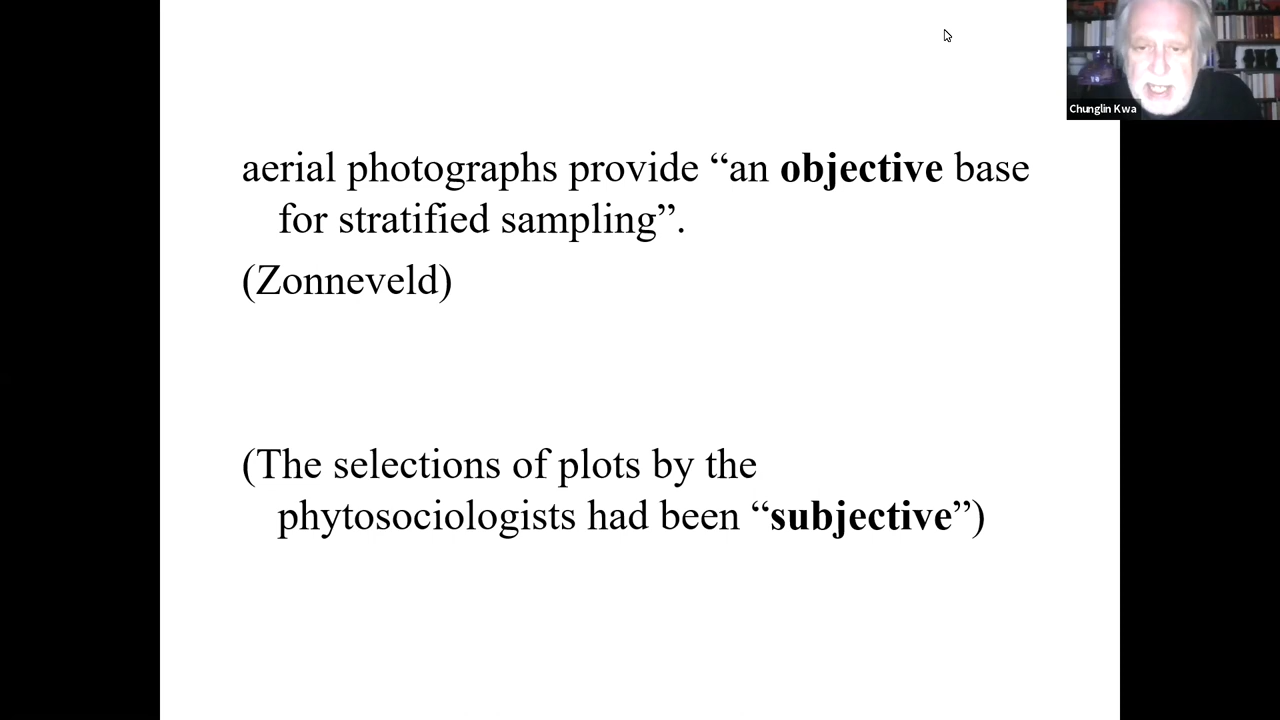 Chunglin Kwa
aerial photographs provide “an objective base
for stratified sampling”.
(Zonneveld)
(The selections of plots by the
phytosociologists had been “subjective”)